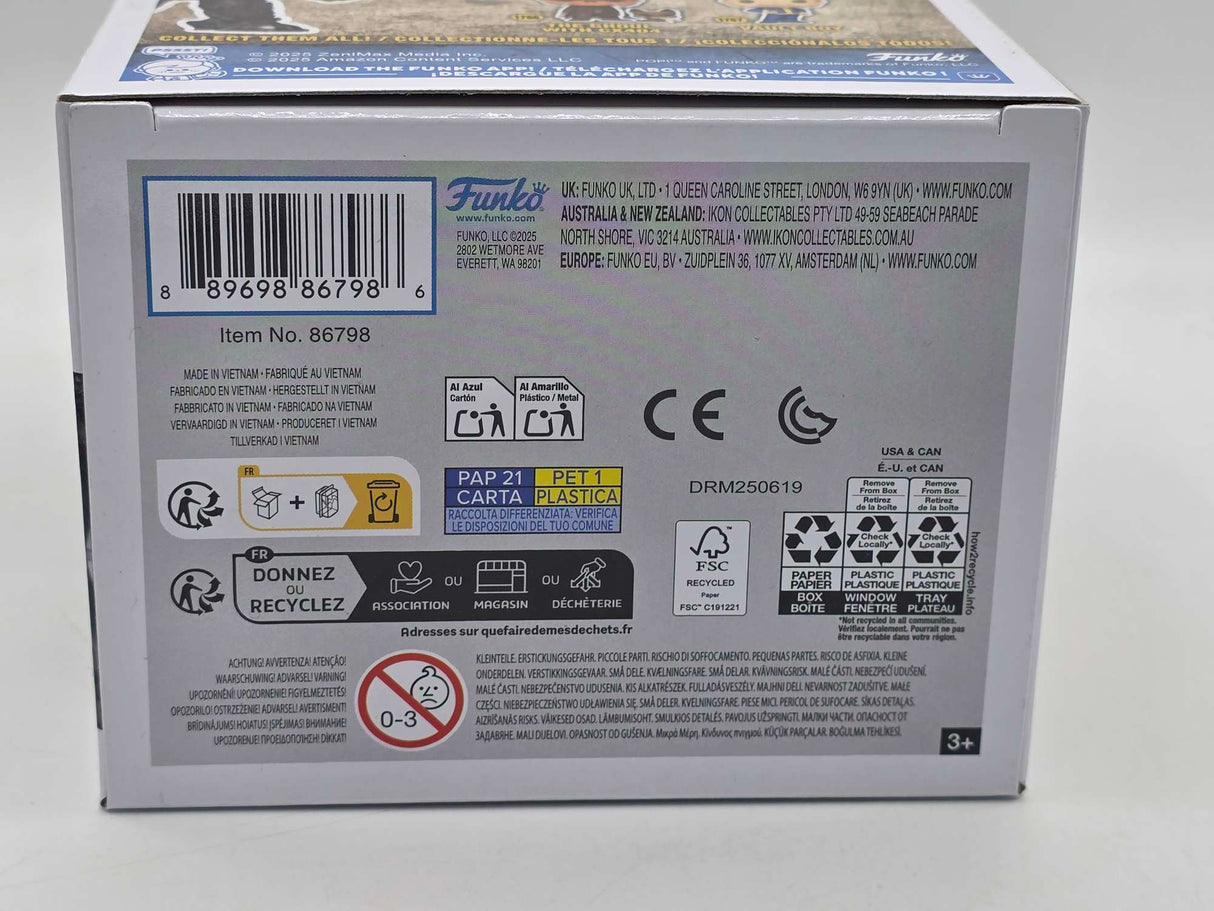 1766
THE GHOUL
WITH CX404
1767
VAULT BOY
COLLECT THEM ALL! / COLLECTIONNE-LES TOUS ! / ¡COLECCIÓNALOS TODOS!
PSSST!
© 2025 ZeniMax Media Inc.
© 2025 Amazon Content Services LLC
POP!™ and FUNKO™ are trademarks of Funko, LLC
Funko
DOWNLOAD THE FUNKO APP! / TÉLÉCHARGEZ L'APPLICATION FUNKO !
¡DESCARGUE LA APP DE FUNKO!
8 89698 86798 6
Item No. 86798
Funko
www.funko.com
FUNKO, LLC ©2025
2802 WETMORE AVE
EVERETT, WA 98201
UK: FUNKO UK, LTD • 1 QUEEN CAROLINE STREET, LONDON, W6 9YN (UK) • WWW.FUNKO.COM
AUSTRALIA & NEW ZEALAND: IKON COLLECTABLES PTY LTD 49-59 SEABEACH PARADE
NORTH SHORE, VIC 3214 AUSTRALIA • WWW.IKONCOLLECTABLES.COM.AU
EUROPE: FUNKO EU, BV • ZUIDPLEIN 36, 1077 XV, AMSTERDAM (NL) • WWW.FUNKO.COM
MADE IN VIETNAM • FABRIQUÉ AU VIETNAM
FABRICADO EN VIETNAM • HERGESTELLT IN VIETNAM
FABBRICATO IN VIETNAM • FABRICADO NA VIETNAM
VERVAARDIGD IN VIETNAM • PRODUCERET I VIETNAM
TILLVERKAD I VIETNAM
Al Azul
Cartón
Al Amarillo
Plástico / Metal
CE
FR
+
PAP 21
CARTA
PET 1
PLASTICA
RACCOLTA DIFFERENZIATA: VERIFICA
LE DISPOSIZIONI DEL TUO COMUNE
DRM250619
FSC™
RECYCLED
Paper
FSC® C191221
USA & CAN
É.-U. et CAN
Remove
From Box
Retirez
de la boîte
Remove
From Box
Retirez
de la boîte
Check
Locally*
Check
Locally*
PAPER
PAPIER
BOX
BOÎTE
PLASTIC
PLASTIQUE
WINDOW
FENÊTRE
PLASTIC
PLASTIQUE
TRAY
PLATEAU
how2recycle.info
*Not recycled in all communities.
Vérifiez localement. Pourrait ne pas
être recyclable dans votre région.
FR
DONNEZ
OU
RECYCLEZ
ASSOCIATION
OU
MAGASIN
OU
DÉCHÈTERIE
Adresses sur quefairedemesdechets.fr
ACHTUNG! AVVERTENZA! ATENÇÃO!
WAARSCHUWING! ADVARSEL! VARNING!
UPOZORNĚNÍ! UPOZORNENIE! FIGYELMEZTETÉS!
OPOZORILO! OSTRZEŻENIE! ADVARSEL! AVERTISMENT!
BRĪDINĀJUMS! HOIATUS! ĮSPĖJIMAS! ВНИМАНИЕ!
UPOZORENJE! ΠΡΟΕΙΔΟΠΟΙΗΣΗ! DİKKAT!
0-3
KLEINTEILE. ERSTICKUNGSGEFAHR. PICCOLE PARTI. RISCHIO DI SOFFOCAMENTO. PEQUENAS PARTES. RISCO DE ASFIXIA. KLEINE
ONDERDELEN. VERSTIKKINGSGEVAAR. SMÅ DELE. KVÆLNINGSFARE. SMÅ DELAR. KVÄVNINGSRISK. MALÉ ČÁSTI. NEBEZPEČÍ UDUŠENÍ.
MALÉ ČASTI. NEBEZPEČENSTVO UDUSENIA. KIS ALKATRÉSZEK. FULLADÁSVESZÉLY. MAJHNI DELI. NEVARNOST ZADUŠITVE. MAŁE
CZĘŚCI. NIEBEZPIECZEŃSTWO UDŁAWIENIA SIĘ. SMÅ DELER. KVELNINGSFARE. PIESE MICI. PERICOL DE SUFOCARE. SĪKAS DETAĻAS.
AIZRĪŠANĀS RISKS. VÄIKESED OSAD. LÄMBUMISOHT. SMULKIOS DETALĖS. PAVOJUS UŽSPRINGTI. МАЛКИ ЧАСТИ. ОПАСНОСТ ОТ
ЗАДАВЯНЕ. MALI DIJELOVI. OPASNOST OD GUŠENJA. Μικρά Μέρη. Κίνδυνος πνιγμού. KÜÇÜK PARÇALAR. BOĞULMA TEHLİKESİ.
3+